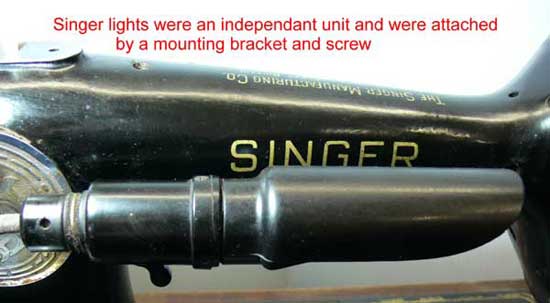 Singer lights were an independant unit and were attached
by a mounting bracket and screw
THE SINGER MANUFACTURING CO.
SINGER